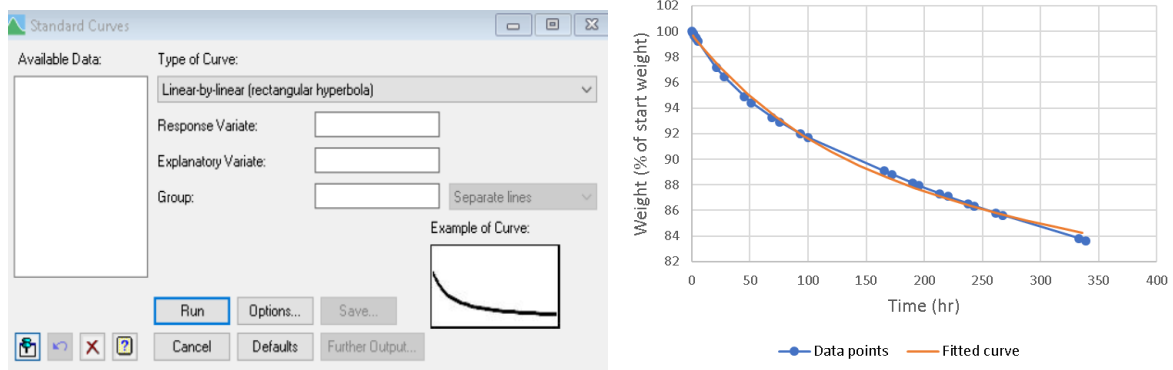 Standard Curves
Available Data:
Type of Curve:
Linear-by-linear (rectangular hyperbola)
Response Variate:
Explanatory Variate:
Group:
Separate lines
Example of Curve:
Run
Options...
Save...
Cancel
Defaults
Further Output...
Weight (% of start weight)
102
100
98
96
94
92
90
88
86
84
82
0 50 100 150 200 250 300 350 400
Time (hr)
Data points Fitted curve